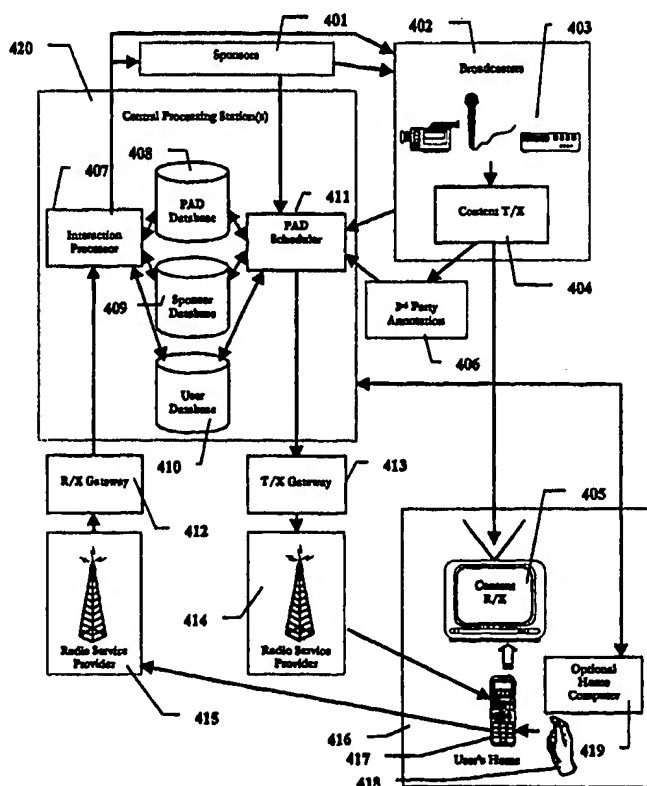 401
402
403
420
Sponsors
Broadcasters
Central Processing Station(s)
408
407
411
PAD
Database
PAD
Scheduler
Interaction
Processor
Content T/X
404
409
Sponsor
Database
3rd Party
Annotation
406
User
Database
410
413
R/X Gateway
T/X Gateway
412
405
Content
R/X
414
Radio Service
Provider
Radio Service
Provider
Optional
Home
Computer
415
416
417
User's Home
419
418